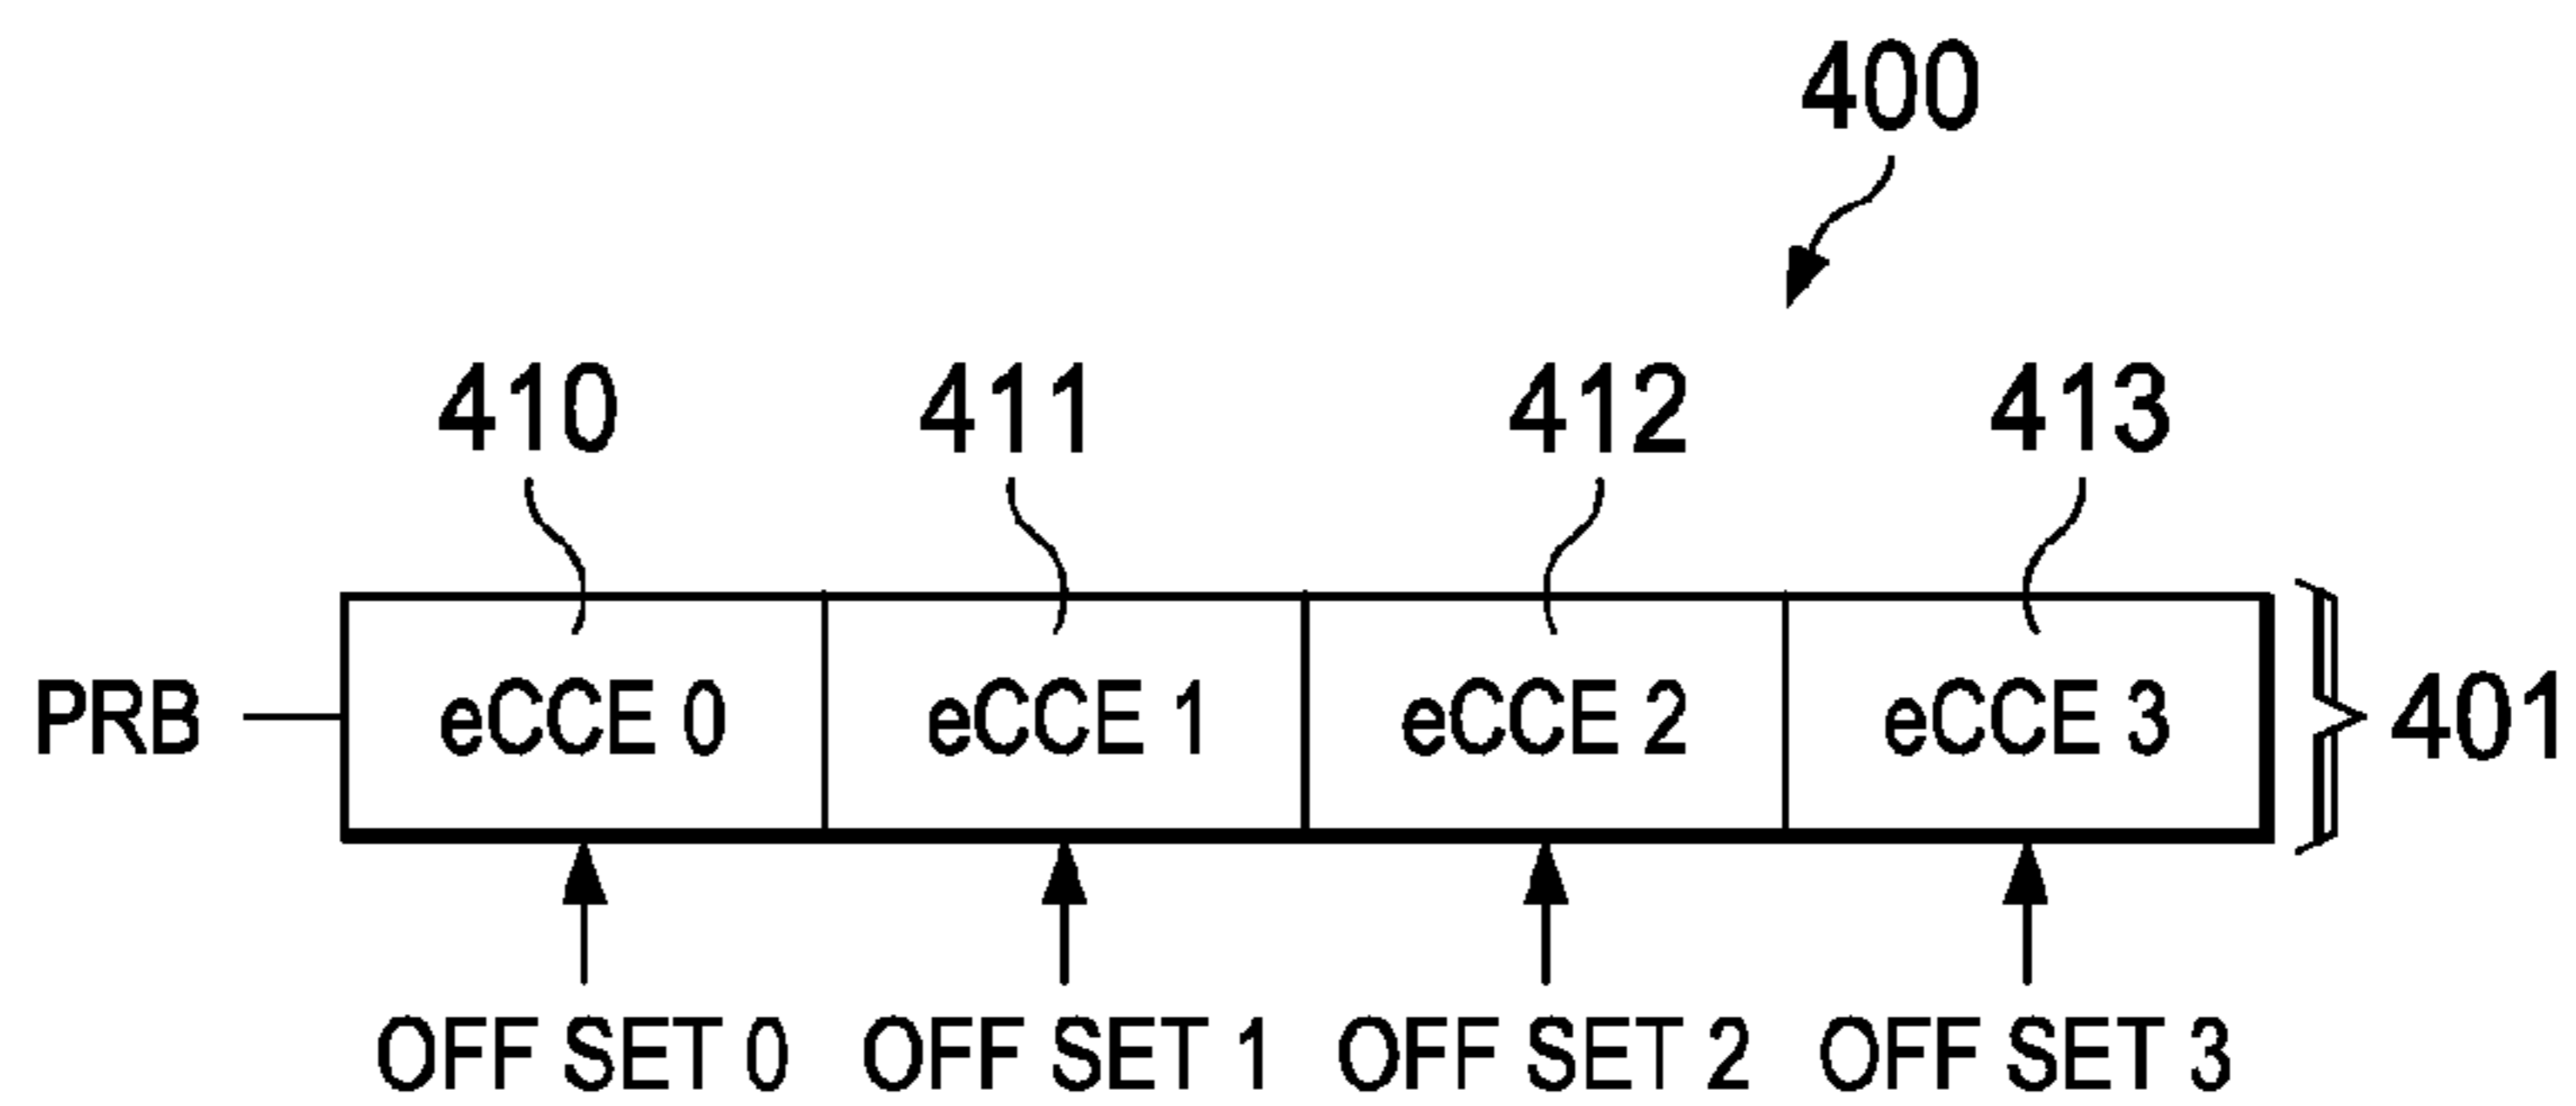 400
410 411 412 413
PRB eCCE 0 eCCE 1 eCCE 2 eCCE 3 401
OFF SET 0 OFF SET 1 OFF SET 2 OFF SET 3